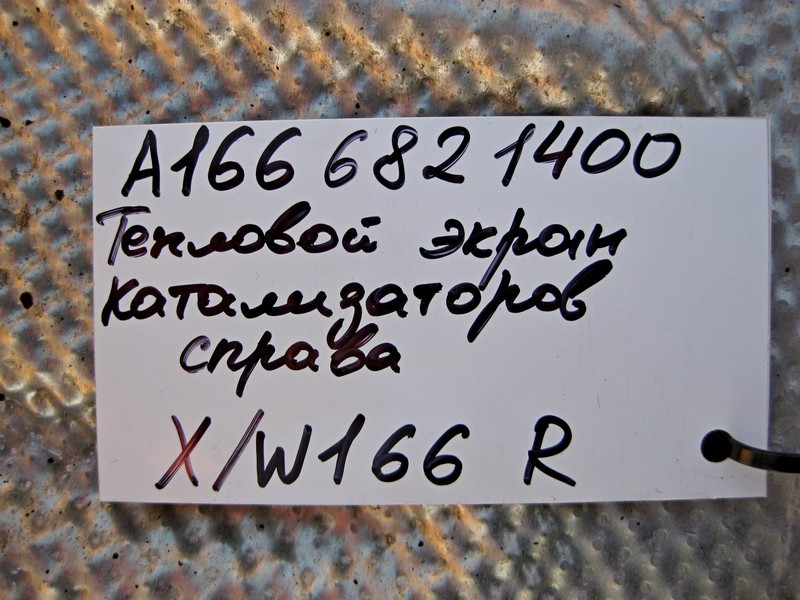 A166 682 1400
Тепловой экран
катализаторов
справа
X/W166 R